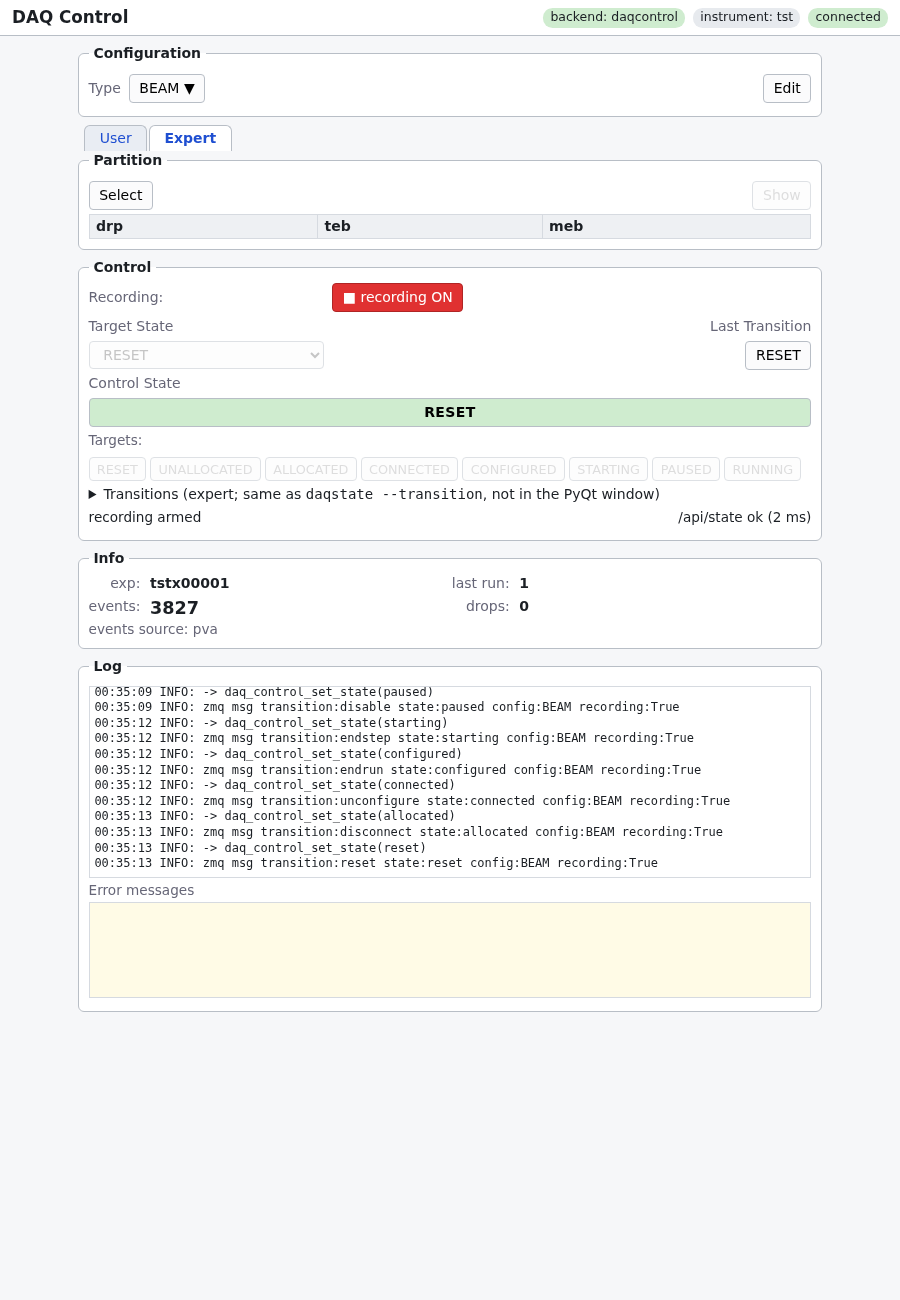 DAQ Control
backend: daqcontrol instrument: tst connected
Configuration
Type BEAM ▼ Edit
User Expert
Partition
Select Show
drp teb meb
Control
Recording: ■ recording ON
Target State Last Transition
RESET RESET
Control State
RESET
Targets:
RESET UNALLOCATED ALLOCATED CONNECTED CONFIGURED STARTING PAUSED RUNNING
▶ Transitions (expert; same as daqstate --transition, not in the PyQt window)
recording armed /api/state ok (2 ms)
Info
exp: tstx00001 last run: 1
events: 3827 drops: 0
events source: pva
Log
00:35:09 INFO: -> daq_control_set_state(paused)
00:35:09 INFO: zmq msg transition:disable state:paused config:BEAM recording:True
00:35:12 INFO: -> daq_control_set_state(starting)
00:35:12 INFO: zmq msg transition:endstep state:starting config:BEAM recording:True
00:35:12 INFO: -> daq_control_set_state(configured)
00:35:12 INFO: zmq msg transition:endrun state:configured config:BEAM recording:True
00:35:12 INFO: -> daq_control_set_state(connected)
00:35:12 INFO: zmq msg transition:unconfigure state:connected config:BEAM recording:True
00:35:13 INFO: -> daq_control_set_state(allocated)
00:35:13 INFO: zmq msg transition:disconnect state:allocated config:BEAM recording:True
00:35:13 INFO: -> daq_control_set_state(reset)
00:35:13 INFO: zmq msg transition:reset state:reset config:BEAM recording:True
Error messages